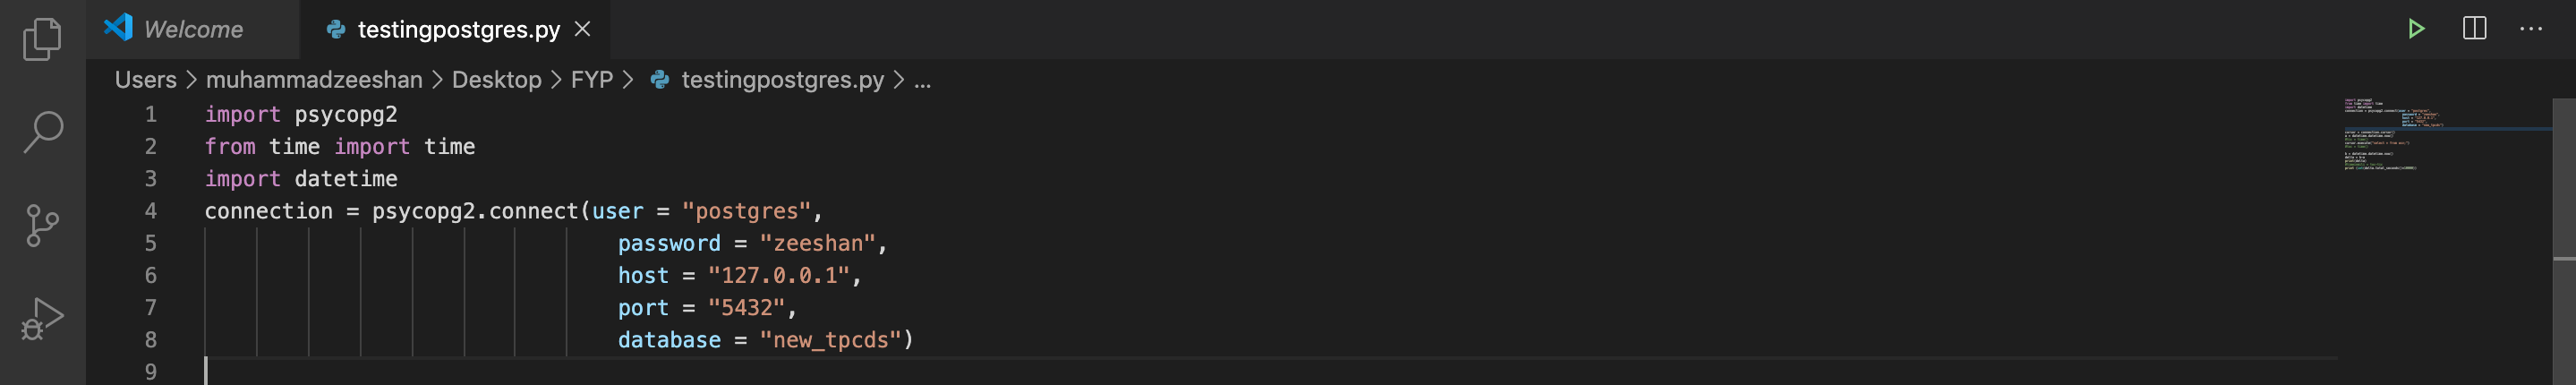 Welcome
testingpostgres.py
Users > muhammadzeeshan > Desktop > FYP > testingpostgres.py > ...
1 import psycopg2
2 from time import time
3 import datetime
4 connection = psycopg2.connect(user = "postgres",
5 password = "zeeshan",
6 host = "127.0.0.1",
7 port = "5432",
8 database = "new_tpcds")
9